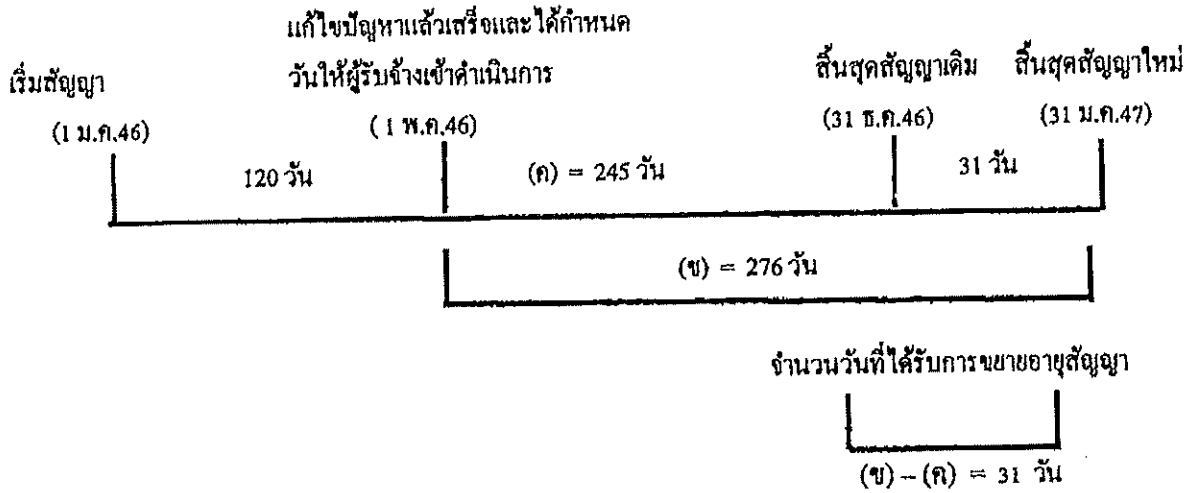 แก้ไขปัญหาแล้วเสร็จและได้กำหนด
วันให้ผู้รับจ้างเข้าดำเนินการ
เริ่มสัญญา
สิ้นสุดสัญญาเดิม
สิ้นสุดสัญญาใหม่
(1 ม.ค.46)
( 1 พ.ค.46)
(31 ธ.ค.46)
(31 ม.ค.47)
120 วัน
(ค) = 245 วัน
31 วัน
(ข) = 276 วัน
จำนวนวันที่ได้รับการขยายอายุสัญญา
(ข) – (ค) = 31 วัน